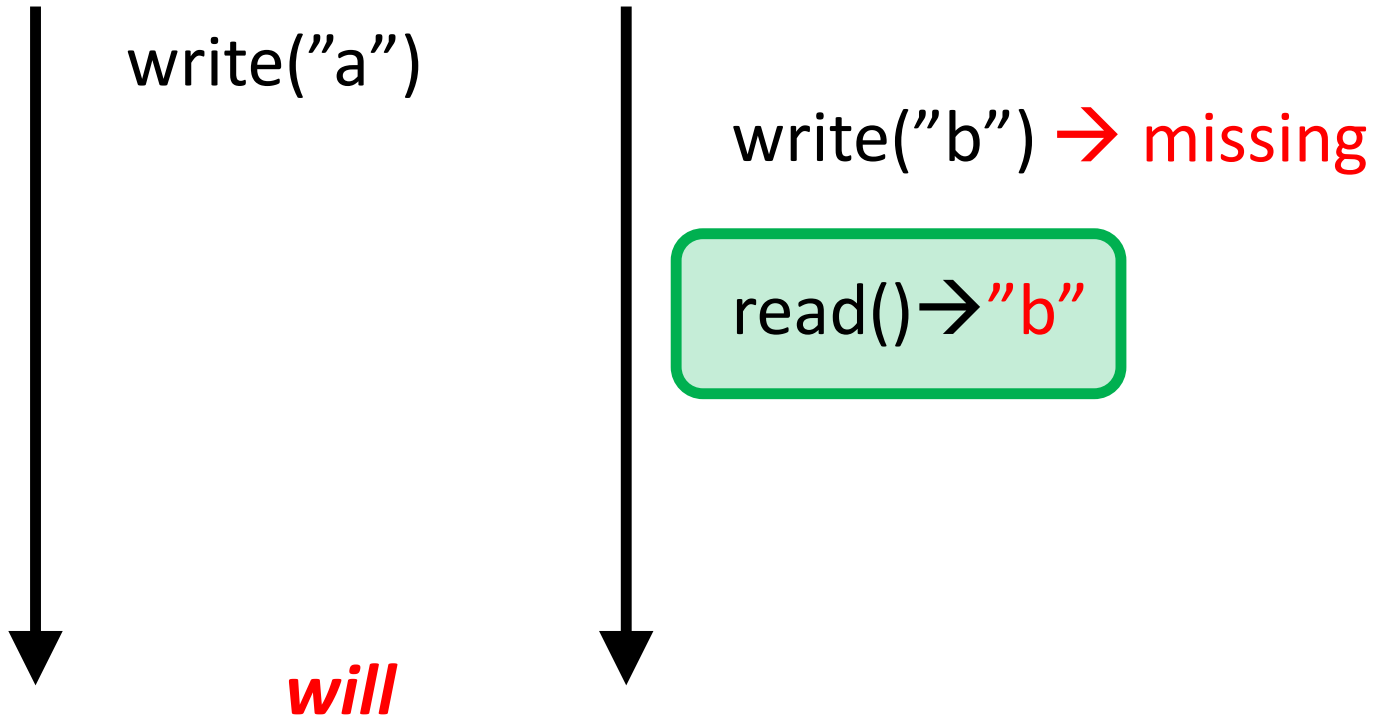 write(”a”)
write(”b”) → missing
read()→”b”
will